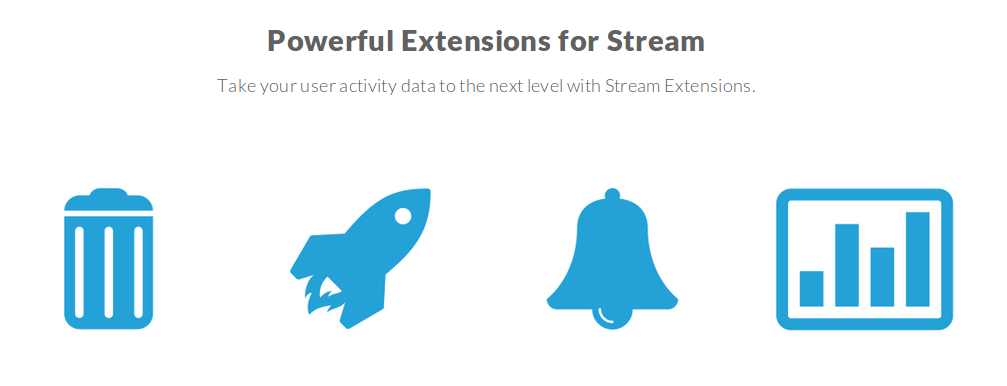 Powerful Extensions for Stream
Take your user activity data to the next level with Stream Extensions.